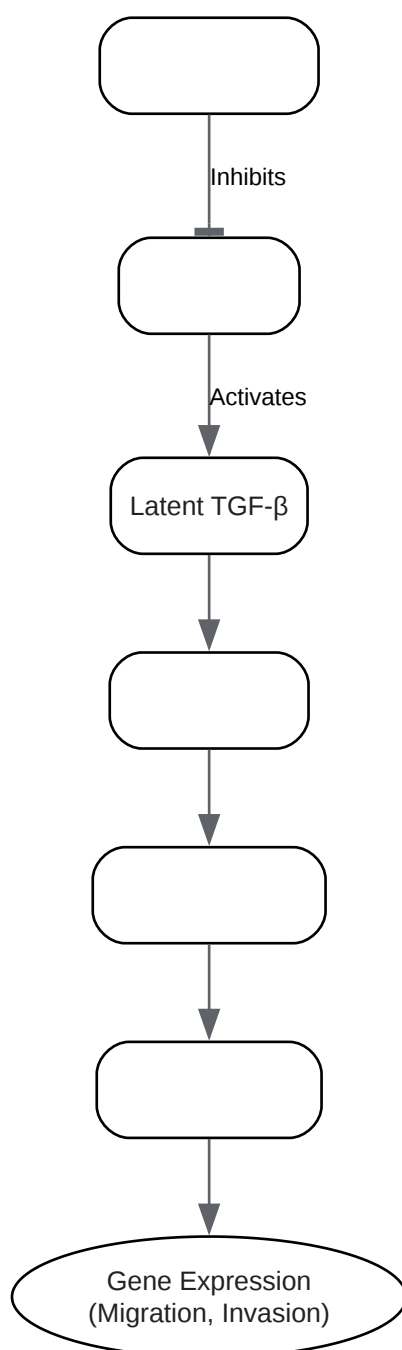 Inhibits
Activates
Latent TGF-β
Gene Expression
(Migration, Invasion)